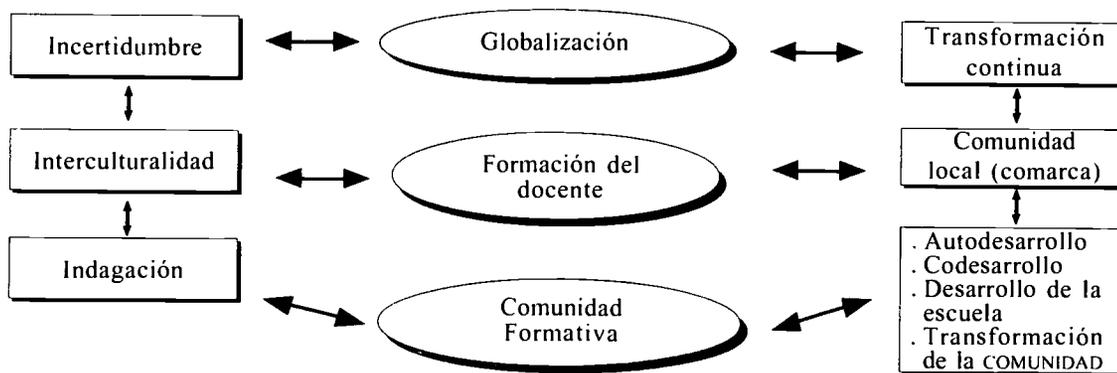 Incertidumbre
Globalización
Transformación
continua
Interculturalidad
Formación del
docente
Comunidad
local (comarca)
Indagación
Comunidad
Formativa
. Autodesarrollo
. Codesarrollo
. Desarrollo de la
escuela
. Transformación
de la COMUNIDAD